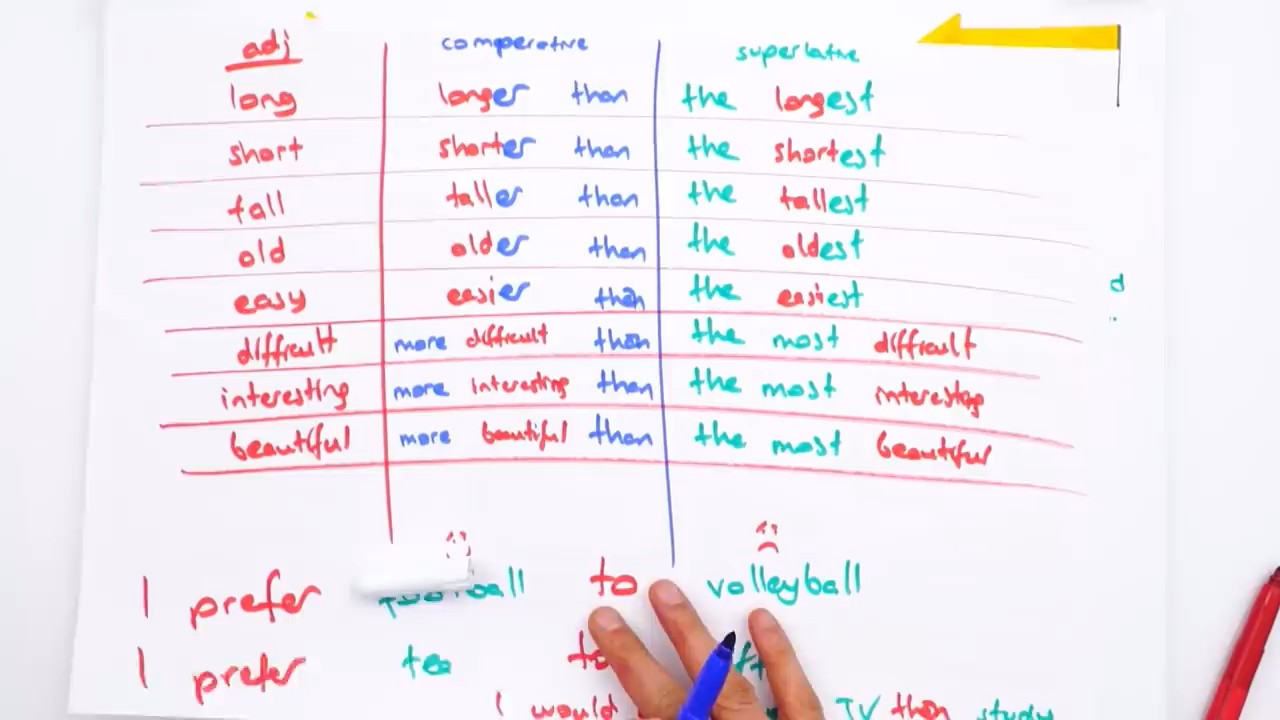 adj comperative superlative
long longer than the longest
short shorter than the shortest
tall taller than the tallest
old older than the oldest
easy easier than the easiest
difficult more difficult than the most difficult
interesting more interesting than the most interesting
beautiful more beautiful than the most beautiful
I prefer football to volleyball
I prefer tea to
I would TV than study